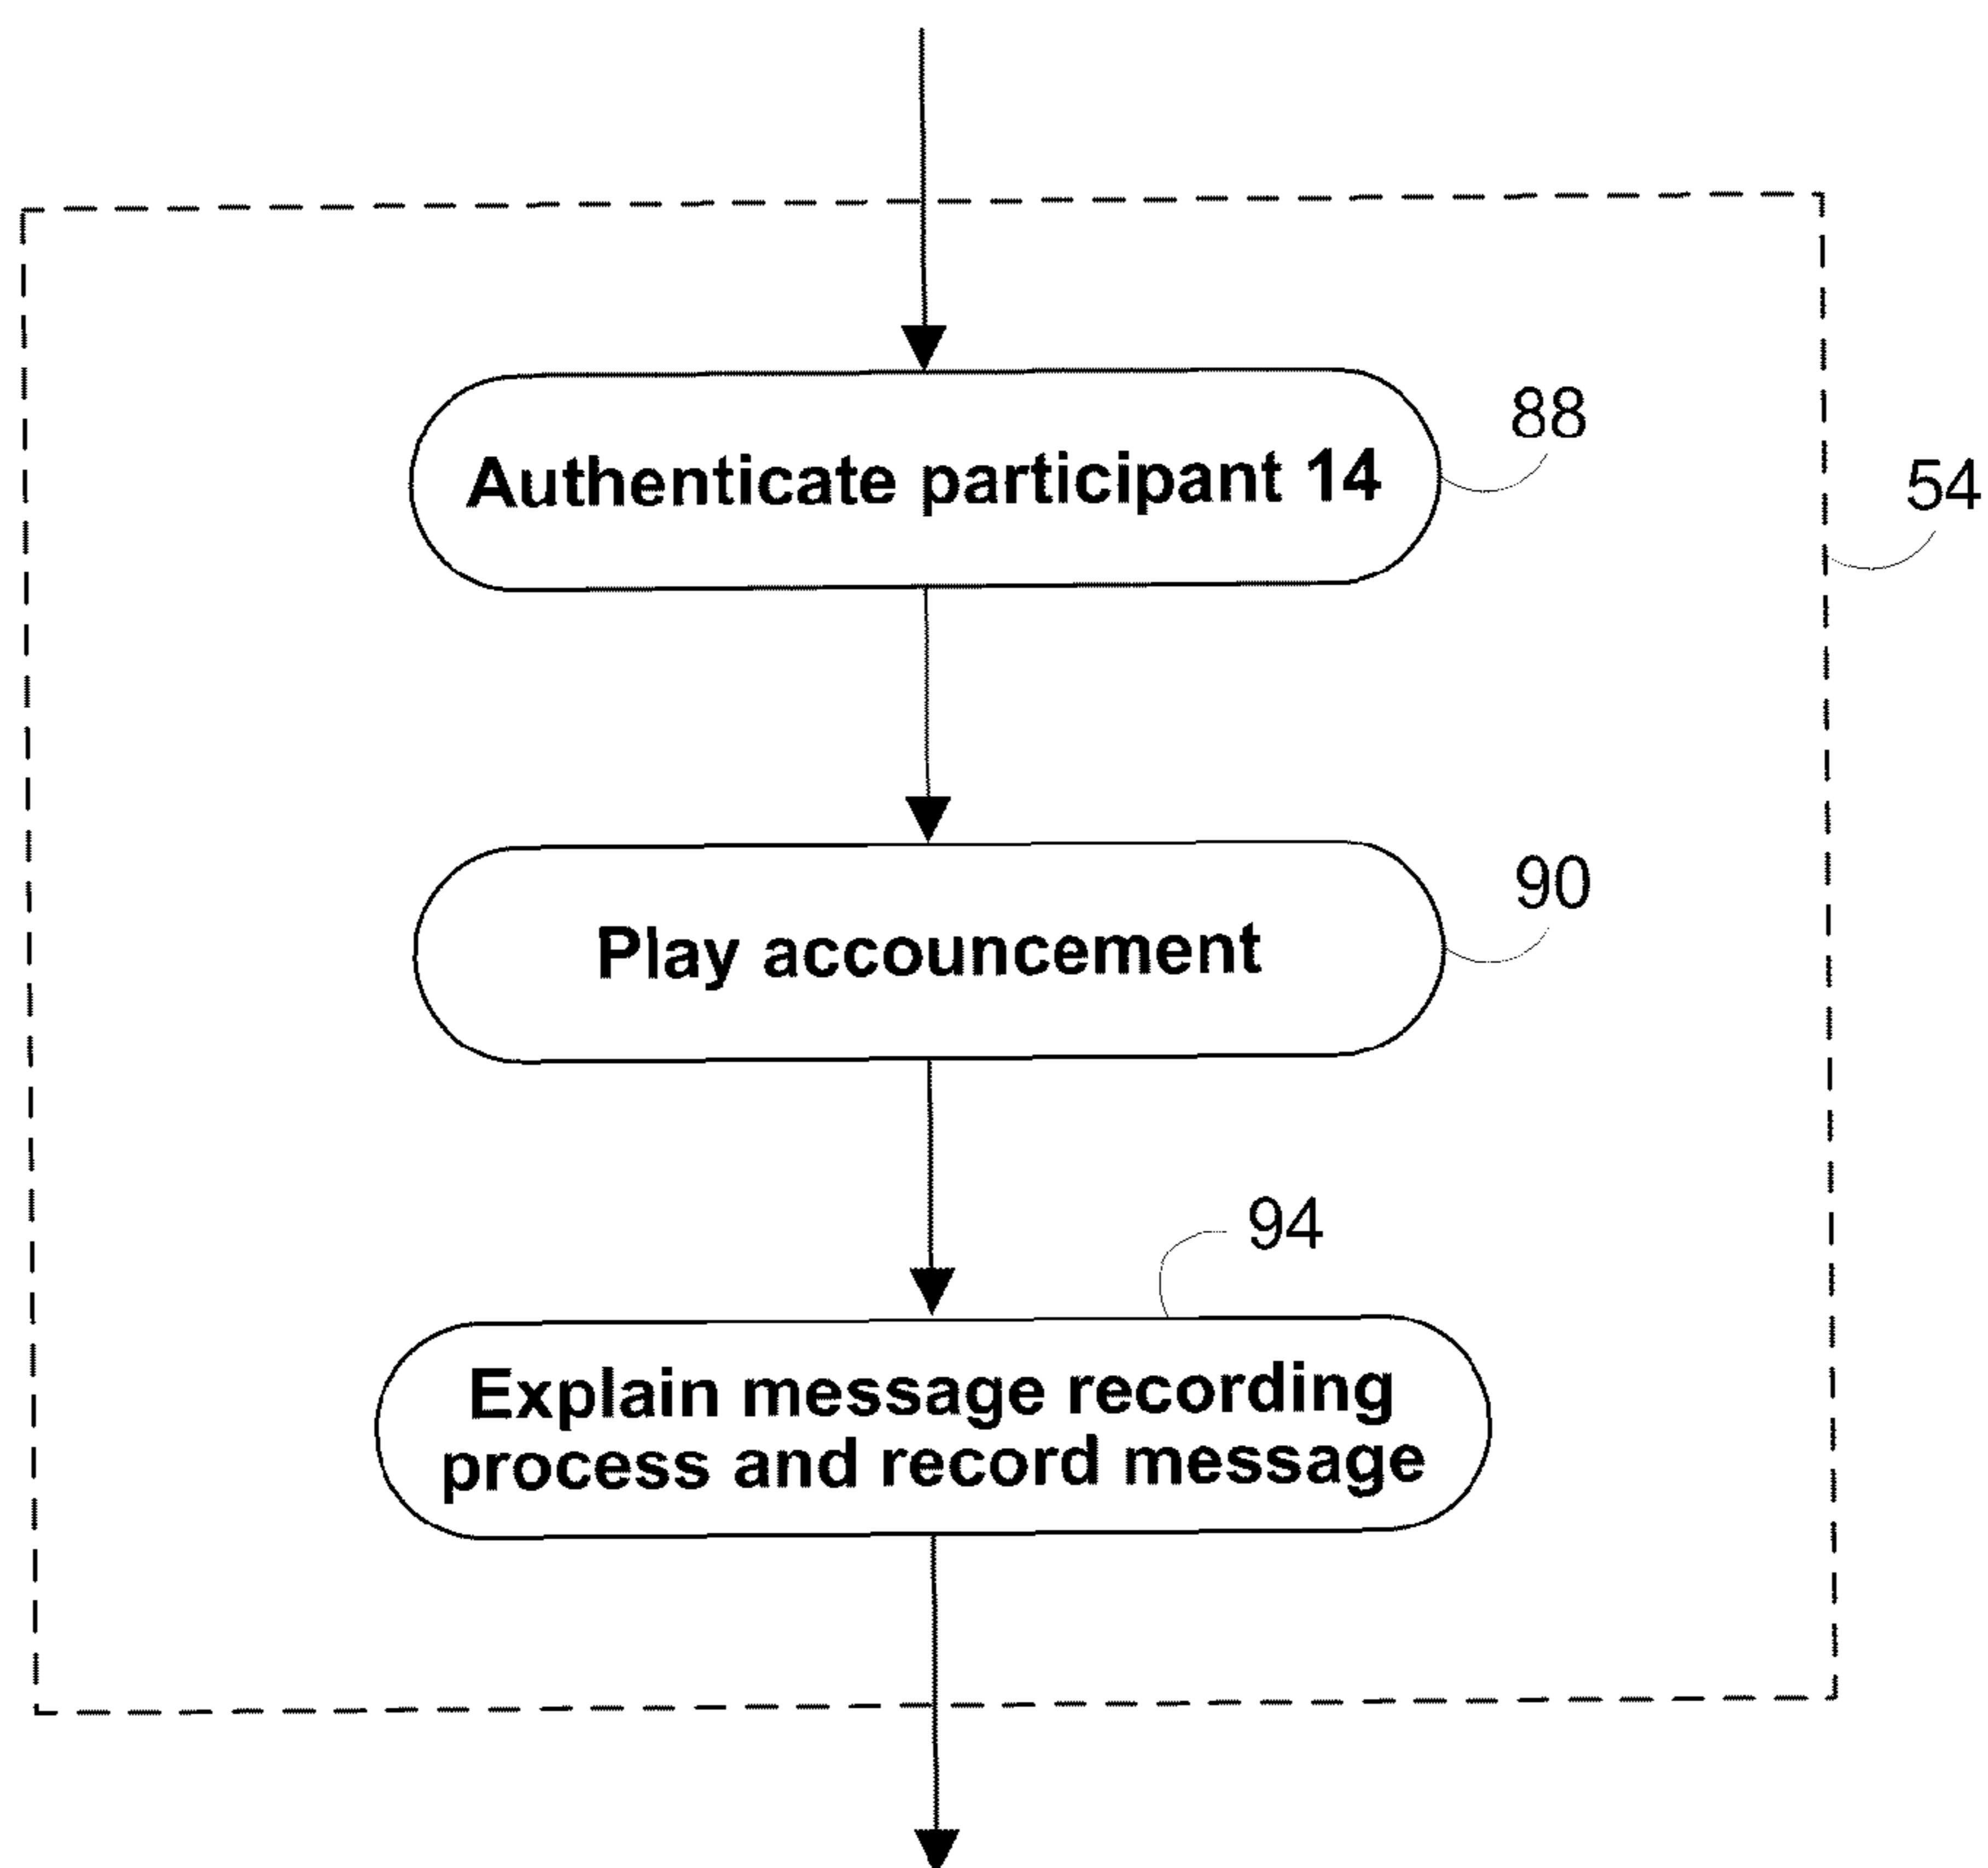 Authenticate participant 14
88
54
Play accouncement
90
94
Explain message recording
process and record message